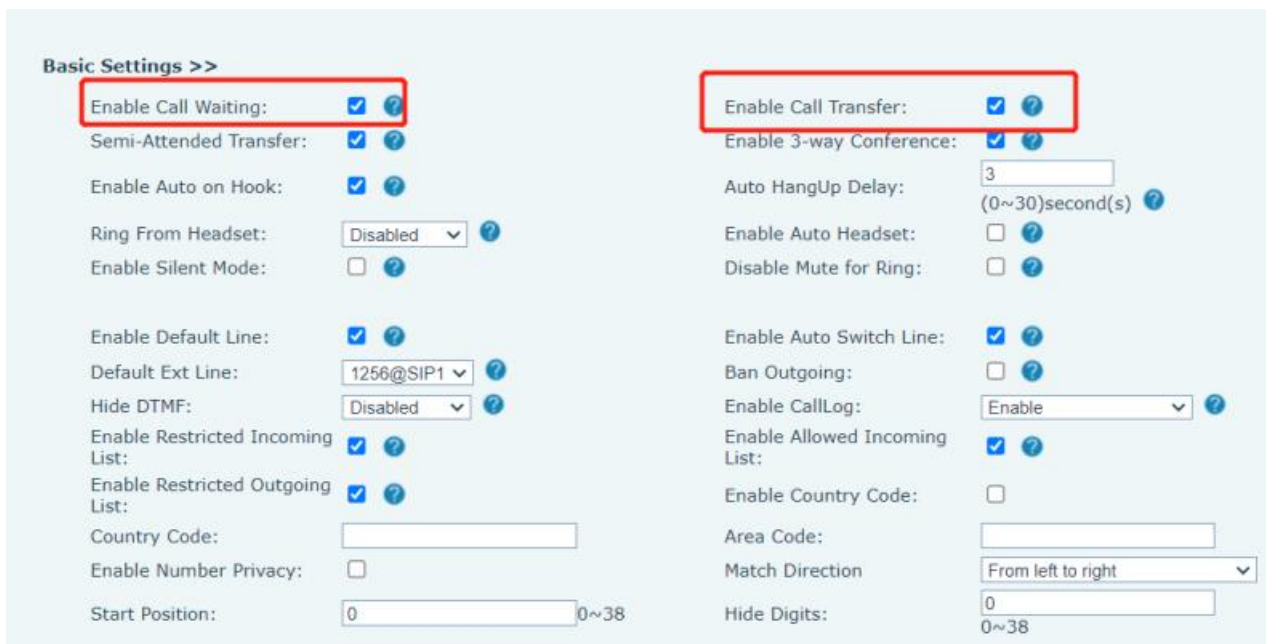 Basic Settings >>
Enable Call Waiting: ?
Enable Call Transfer: ?
Semi-Attended Transfer: ?
Enable 3-way Conference: ?
Enable Auto on Hook: ?
Auto HangUp Delay: 3
(0~30)second(s) ?
Ring From Headset: Disabled ?
Enable Auto Headset: ?
Enable Silent Mode: ?
Disable Mute for Ring: ?
Enable Default Line: ?
Enable Auto Switch Line: ?
Default Ext Line: 1256@SIP1 ?
Ban Outgoing: ?
Hide DTMF: Disabled ?
Enable CallLog: Enable ?
Enable Restricted Incoming
List: ?
Enable Allowed Incoming
List: ?
Enable Restricted Outgoing
List: ?
Enable Country Code:
Country Code:
Area Code:
Enable Number Privacy:
Match Direction From left to right
Start Position: 0 0~38
Hide Digits: 0
0~38